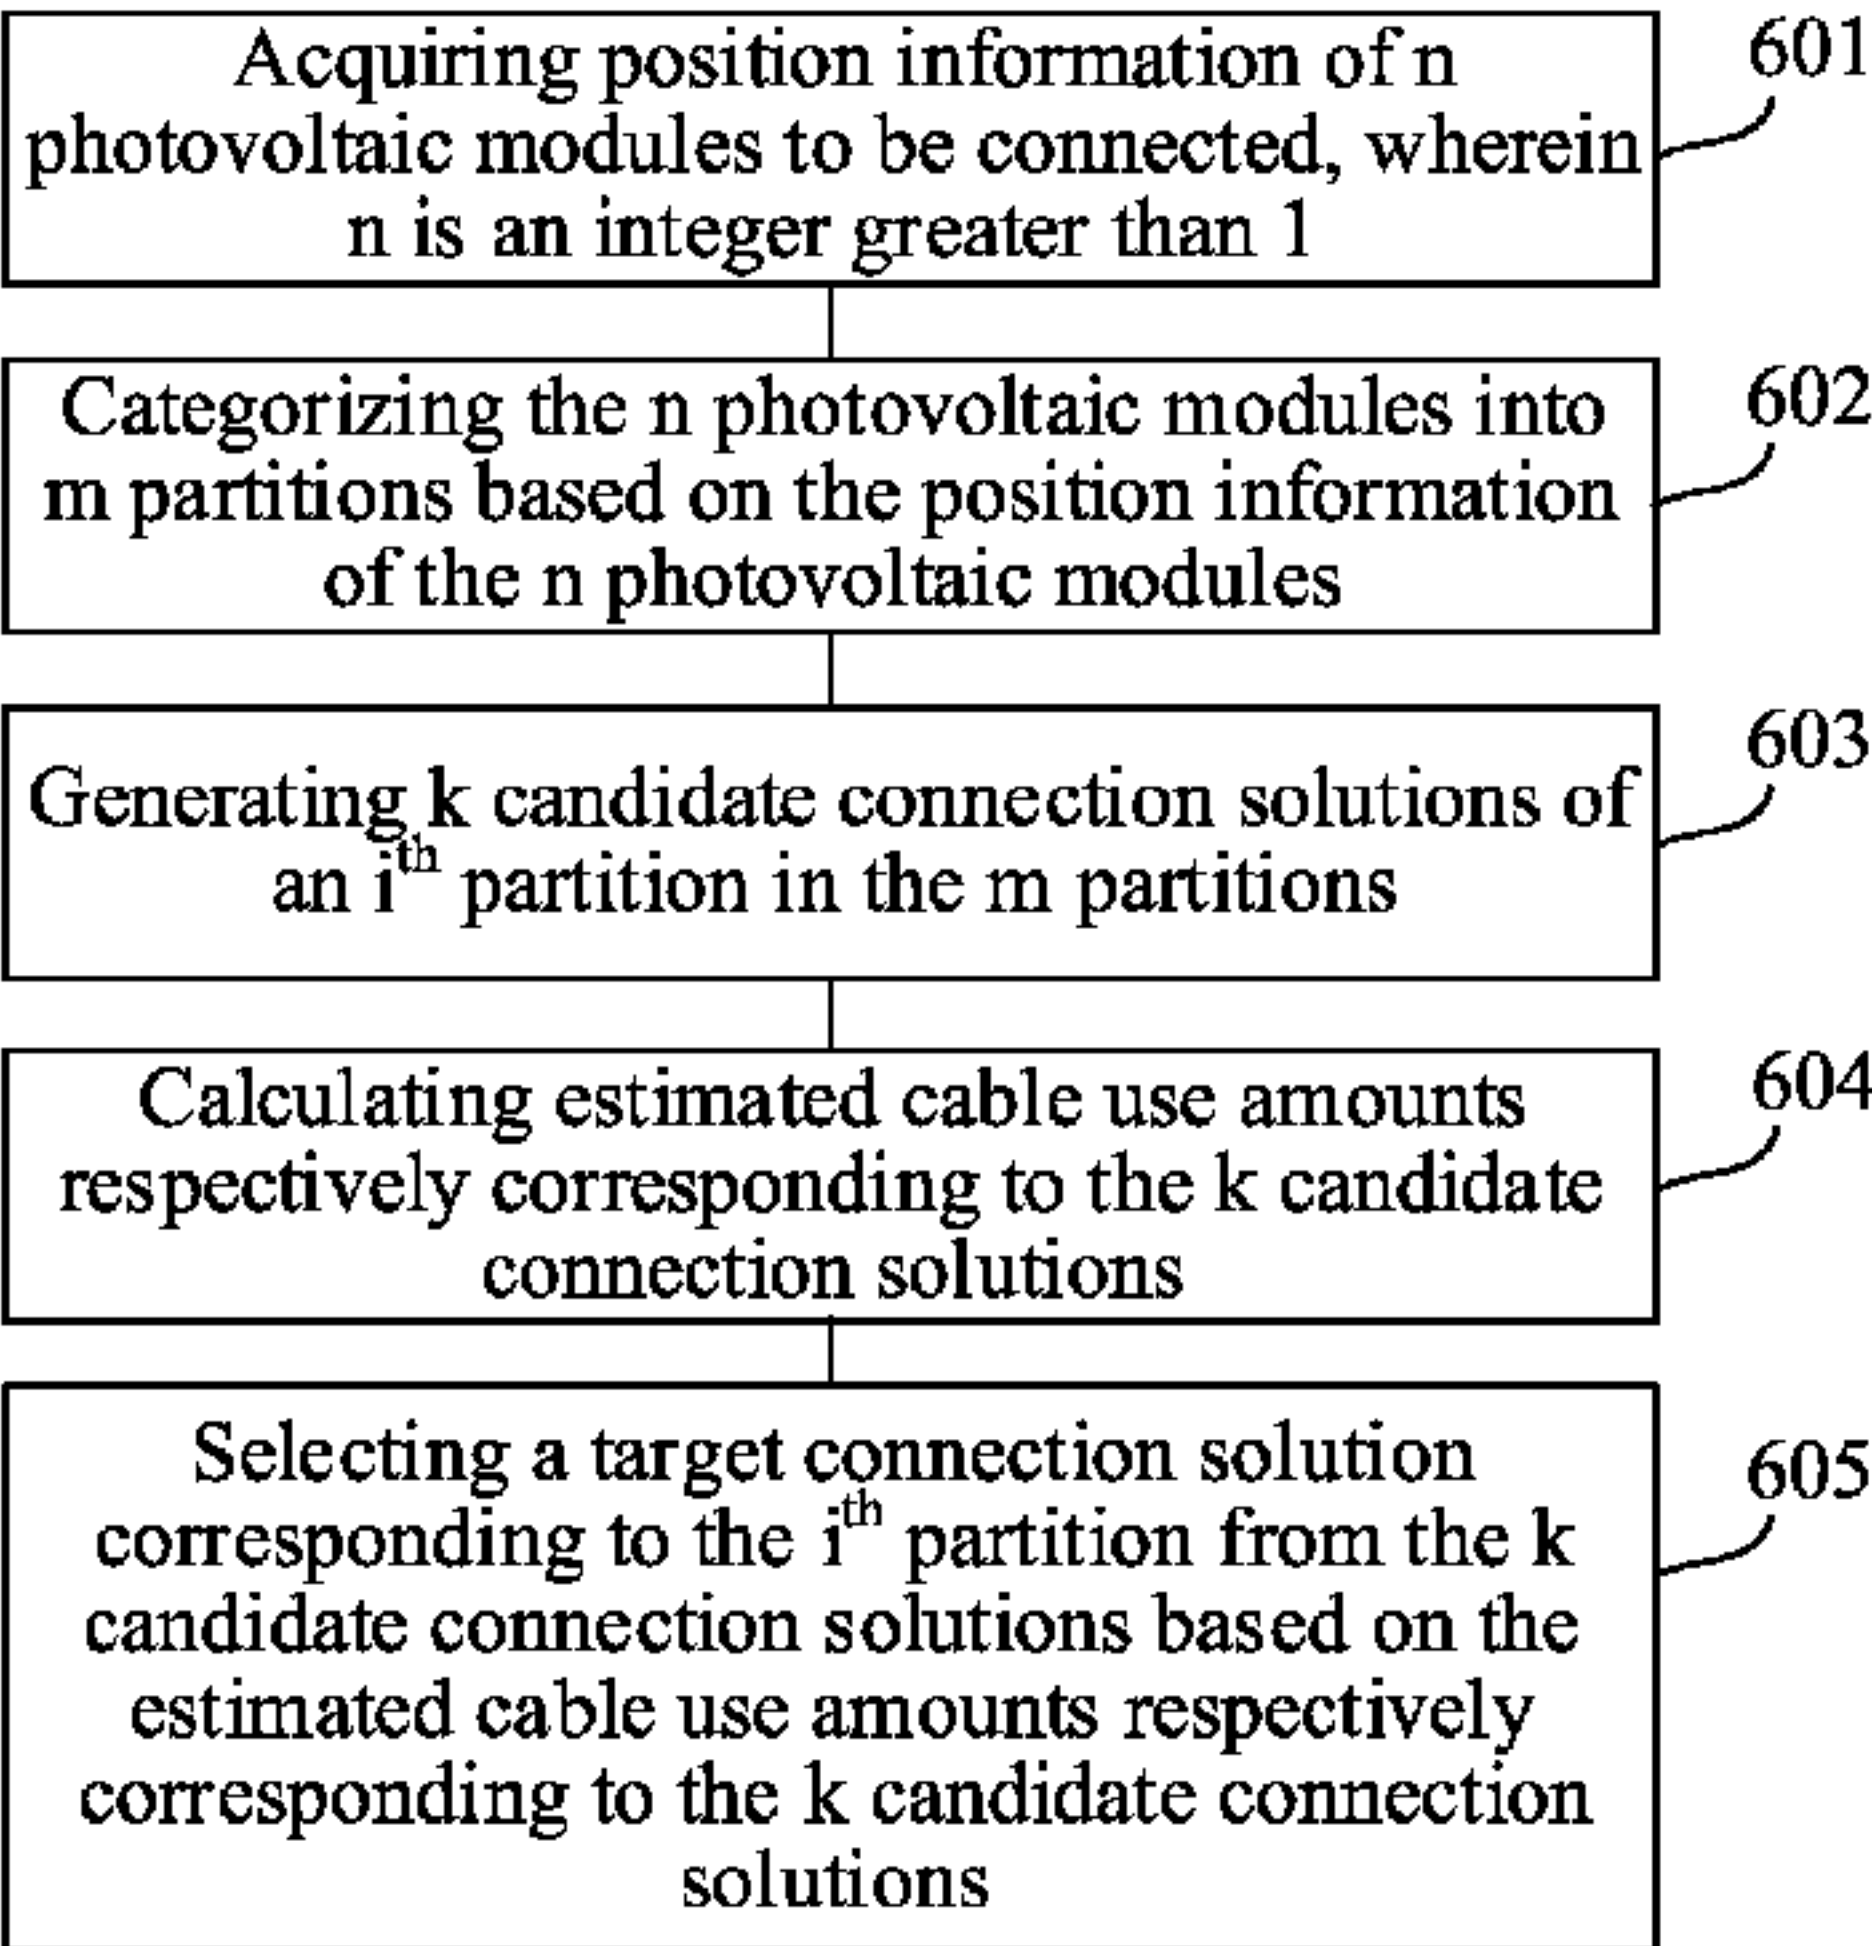 Acquiring position information of n
photovoltaic modules to be connected, wherein
n is an integer greater than 1
601
Categorizing the n photovoltaic modules into
m partitions based on the position information
of the n photovoltaic modules
602
Generating k candidate connection solutions of
an i^th partition in the m partitions
603
Calculating estimated cable use amounts
respectively corresponding to the k candidate
connection solutions
604
Selecting a target connection solution
corresponding to the i^th partition from the k
candidate connection solutions based on the
estimated cable use amounts respectively
corresponding to the k candidate connection
solutions
605